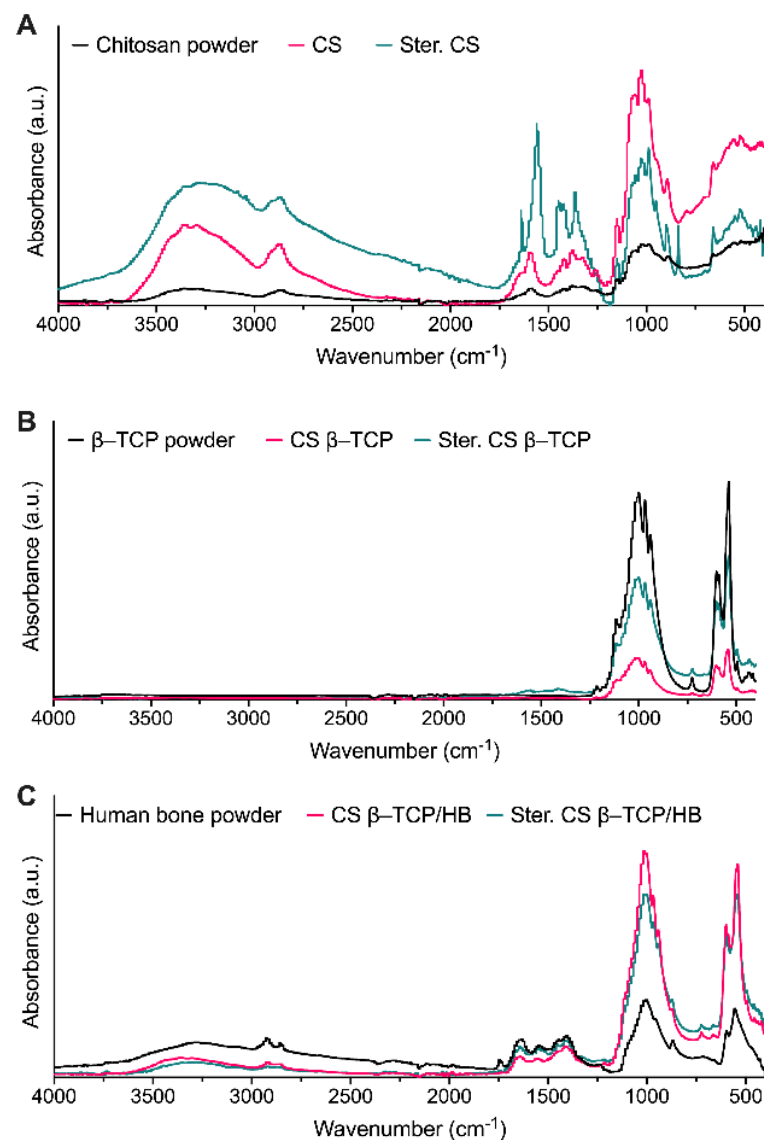 A
Chitosan powder CS Ster. CS
Absorbance (a.u.)
4000 3500 3000 2500 2000 1500 1000 500
Wavenumber (cm⁻¹)
B
β–TCP powder CS β–TCP Ster. CS β–TCP
Absorbance (a.u.)
4000 3500 3000 2500 2000 1500 1000 500
Wavenumber (cm⁻¹)
C
Human bone powder CS β–TCP/HB Ster. CS β–TCP/HB
Absorbance (a.u.)
4000 3500 3000 2500 2000 1500 1000 500
Wavenumber (cm⁻¹)